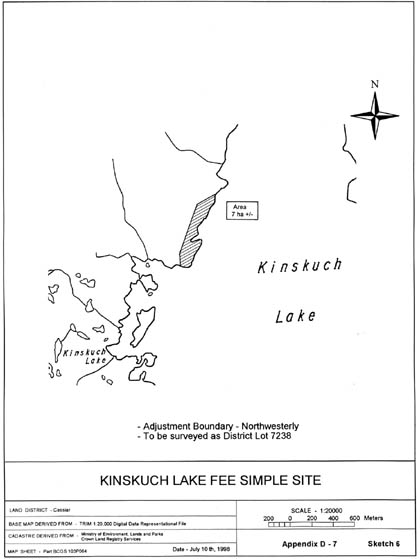 N
Area
7 ha +/-
Kinskuch
Lake
Kinskuch
Lake
- Adjustment Boundary - Northwesterly
- To be surveyed as District Lot 7238
KINSKUCH LAKE FEE SIMPLE SITE
LAND DISTRICT - Cassiar
BASE MAP DERIVED FROM - TRIM 1:20,000 Digital Data Representational File
CADASTRE DERIVED FROM - Ministry of Environment, Lands and Parks
Crown Land Registry Services
MAP SHEET - Part BCGS 103P064
Date - July 10th, 1998
SCALE - 1:20000
200 0 200 400 600 Meters
Appendix D - 7
Sketch 6